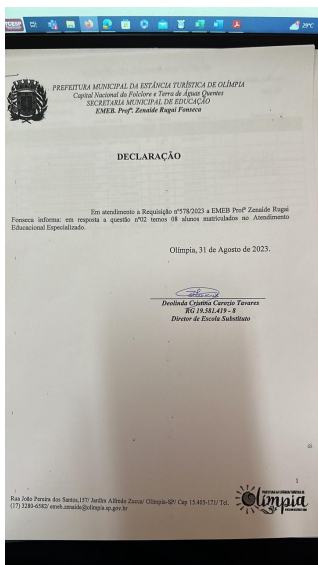 29°C
PREFEITURA MUNICIPAL DA ESTÂNCIA TURÍSTICA DE OLÍMPIA
Capital Nacional do Folclore e Terra de Águas Quentes
SECRETARIA MUNICIPAL DE EDUCAÇÃO
EMEB. Profª. Zenaide Rugai Fonseca
DECLARAÇÃO
Em atendimento a Requisição nº578/2023 a EMEB Profª Zenaide Rugai
Fonseca informa: em resposta a questão nº02 temos 08 alunos matriculados no Atendimento
Educacional Especializado.
Olímpia, 31 de Agosto de 2023.
Deolinda Cristina Carozio Tavares
RG 19.581.419 - 8
Diretor de Escola Substituto
1
Rua João Pereira dos Santos,157/ Jardim Alfredo Zucca/ Olímpia-SP/ Cep 15.403-171/ Tel.
(17) 3280-6582/ emeb.zenaide@olimpia.sp.gov.br
Olímpia